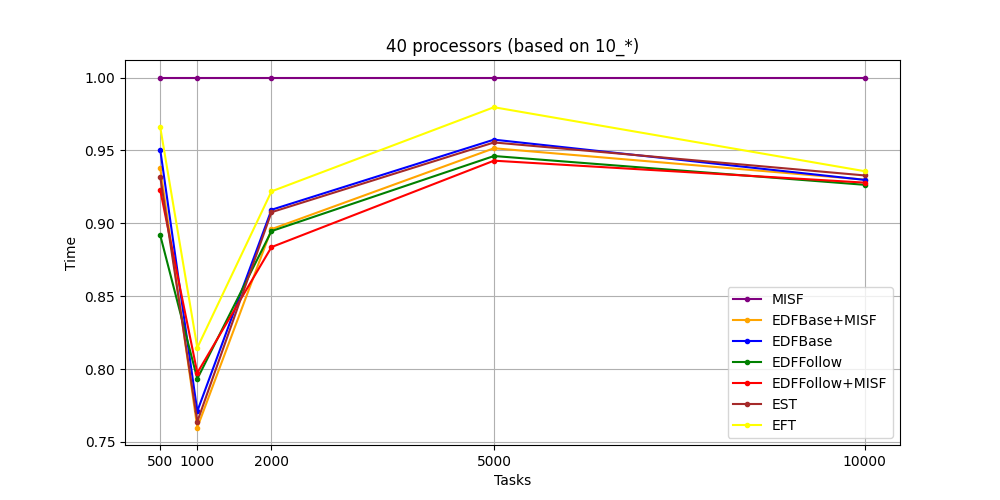 40 processors (based on 10_*)
1.00
0.95
0.90
0.85
0.80
0.75
Time
MISF
EDFBase+MISF
EDFBase
EDFFollow
EDFFollow+MISF
EST
EFT
500 1000 2000 5000 10000
Tasks